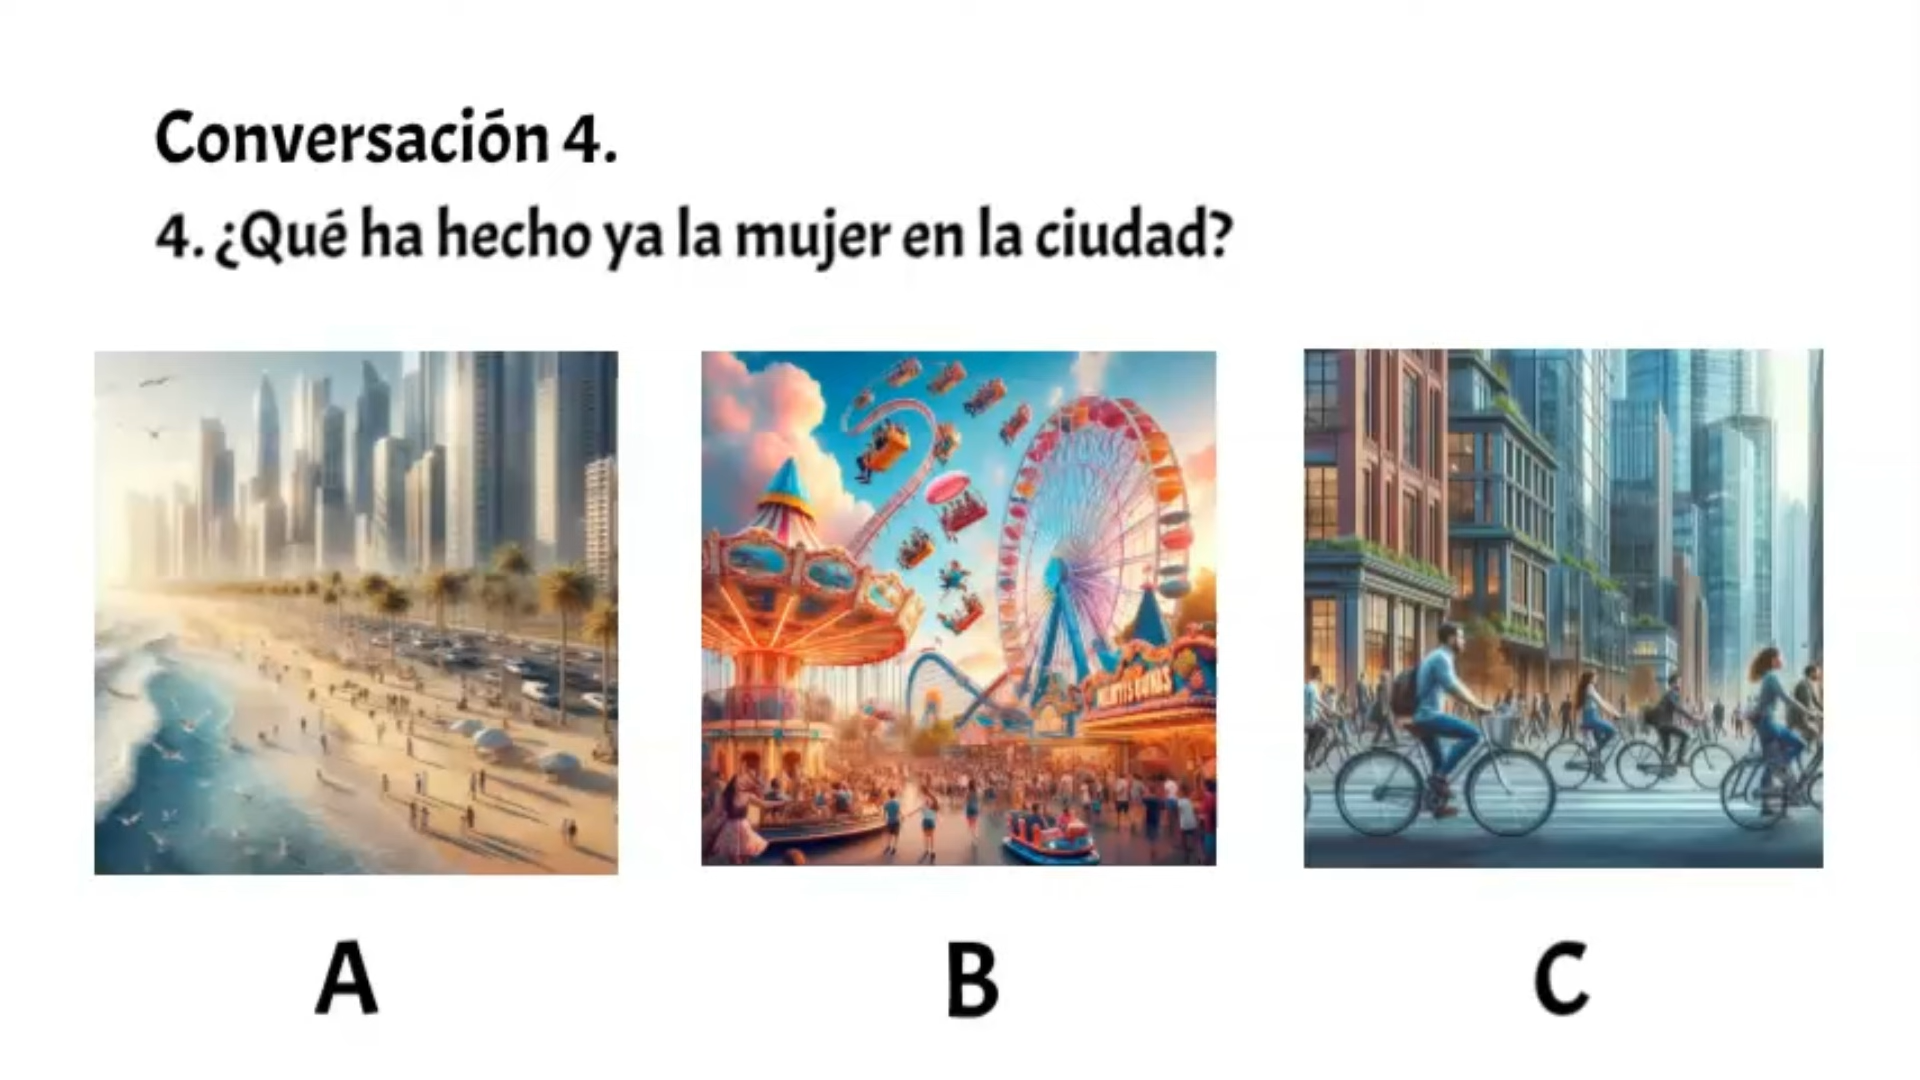 Conversación 4.
4. ¿Qué ha hecho ya la mujer en la ciudad?
A
B
C